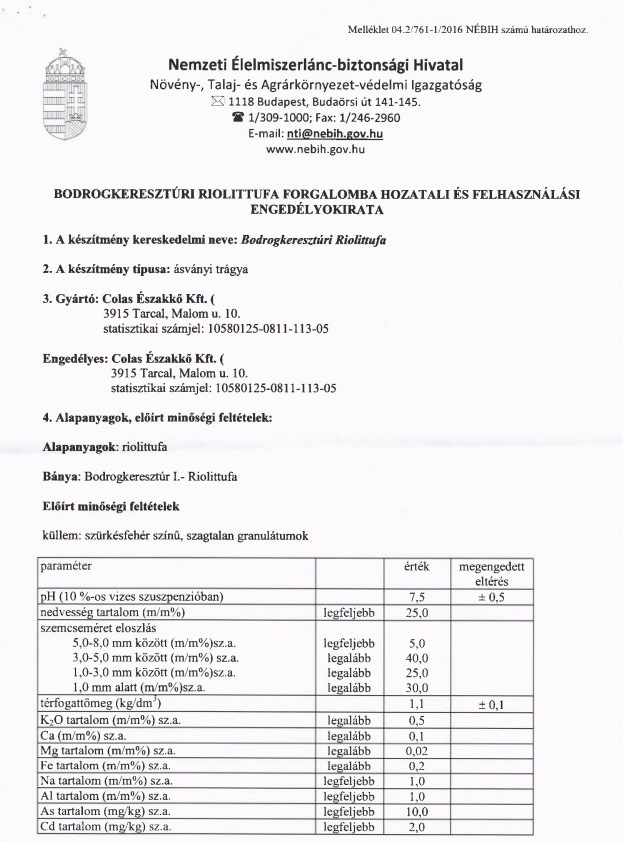 Melléklet 04.2/761-1/2016 NÉBIH számú határozathoz.
Nemzeti Élelmiszerlánc-biztonsági Hivatal
Növény-, Talaj- és Agrárkörnyezet-védelmi Igazgatóság
✉ 1118 Budapest, Budaörsi út 141-145.
☎ 1/309-1000; Fax: 1/246-2960
E-mail: nti@nebih.gov.hu
www.nebih.gov.hu
BODROGKERESZTÚRI RIOLITTUFA FORGALOMBA HOZATALI ÉS FELHASZNÁLÁSI
ENGEDÉLYOKIRATA
1. A készítmény kereskedelmi neve: Bodrogkeresztúri Riolittufa
2. A készítmény típusa: ásványi trágya
3. Gyártó: Colas Északkő Kft. (
3915 Tarcal, Malom u. 10.
statisztikai számjel: 10580125-0811-113-05
Engedélyes: Colas Északkő Kft. (
3915 Tarcal, Malom u. 10.
statisztikai számjel: 10580125-0811-113-05
4. Alapanyagok, előírt minőségi feltételek:
Alapanyagok: riolittufa
Bánya: Bodrogkeresztúr I.- Riolittufa
Előírt minőségi feltételek
küllem: szürkésfehér színű, szagtalan granulátumok
paraméter érték megengedett
eltérés
pH (10 %-os vizes szuszpenzióban) 7,5 ± 0,5
nedvesség tartalom (m/m%) legfeljebb 25,0
szemcseméret eloszlás
5,0-8,0 mm között (m/m%)sz.a. legfeljebb 5,0
3,0-5,0 mm között (m/m%) sz.a. legalább 40,0
1,0-3,0 mm között (m/m%)sz.a. legalább 25,0
1,0 mm alatt (m/m%)sz.a. legalább 30,0
térfogattömeg (kg/dm³) 1,1 ± 0,1
K₂O tartalom (m/m%) sz.a. legalább 0,5
Ca (m/m%) sz.a. legalább 0,1
Mg tartalom (m/m%) sz.a. legalább 0,02
Fe tartalom (m/m%) sz.a. legalább 0,2
Na tartalom (m/m%) sz.a. legfeljebb 1,0
Al tartalom (m/m%) sz.a. legfeljebb 1,0
As tartalom (mg/kg) sz.a. legfeljebb 10,0
Cd tartalom (mg/kg) sz.a. legfeljebb 2,0